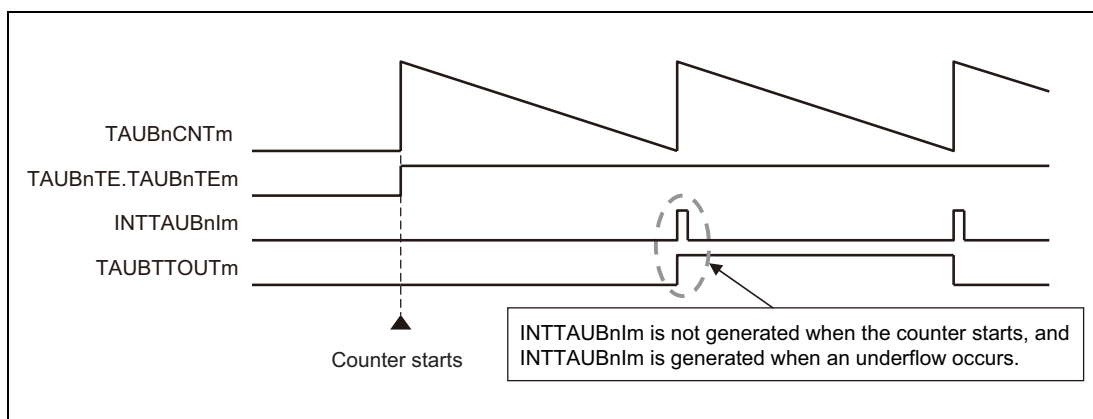 TAUBnCNTm
TAUBnTE.TAUBnTEm
INTTAUBnIm
TAUBTTOUTm
INTTAUBnIm is not generated when the counter starts, and
INTTAUBnIm is generated when an underflow occurs.
Counter starts